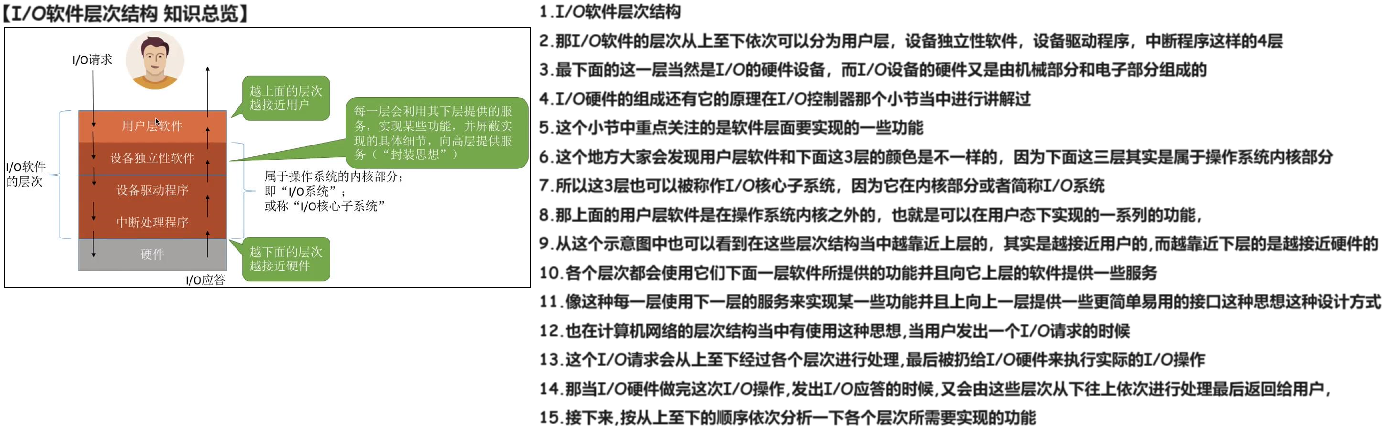 【I/O软件层次结构 知识总览】
I/O请求
越上面的层次
越接近用户
每一层会利用其下层提供的服
务，实现某些功能，并屏蔽实
现的具体细节，向高层提供服
务（“封装思想”）
用户层软件
设备独立性软件
设备驱动程序
中断处理程序
硬件
I/O软件
的层次
属于操作系统的内核部分；
即“I/O系统”；
或称“I/O核心子系统”
越下面的层次
越接近硬件
I/O应答
1.I/O软件层次结构
2.那I/O软件的层次从上至下依次可以分为用户层，设备独立性软件，设备驱动程序，中断程序这样的4层
3.最下面的这一层当然是I/O的硬件设备，而I/O设备的硬件又是由机械部分和电子部分组成的
4.I/O硬件的组成还有它的原理在I/O控制器那个小节当中进行讲解过
5.这个小节中重点关注的是软件层面要实现的一些功能
6.这个地方大家会发现用户层软件和下面这3层的颜色是不一样的，因为下面这三层其实是属于操作系统内核部分
7.所以这3层也可以被称作I/O核心子系统，因为它在内核部分或者简称I/O系统
8.那上面的用户层软件是在操作系统内核之外的，也就是可以在用户态下实现的一系列的功能，
9.从这个示意图中也可以看到在这些层次结构当中越靠近上层的，其实是越接近用户的,而越靠近下层的是越接近硬件的
10.各个层次都会使用它们下面一层软件所提供的功能并且向它上层的软件提供一些服务
11.像这种每一层使用下一层的服务来实现某一些功能并且上向上一层提供一些更简单易用的接口这种思想这种设计方式
12.也在计算机网络的层次结构当中有使用这种思想,当用户发出一个I/O请求的时候
13.这个I/O请求会从上至下经过各个层次进行处理,最后被扔给I/O硬件来执行实际的I/O操作
14.那当I/O硬件做完这次I/O操作,发出I/O应答的时候,又会由这些层次从下往上依次进行处理最后返回给用户，
15.接下来,按从上至下的顺序依次分析一下各个层次所需要实现的功能